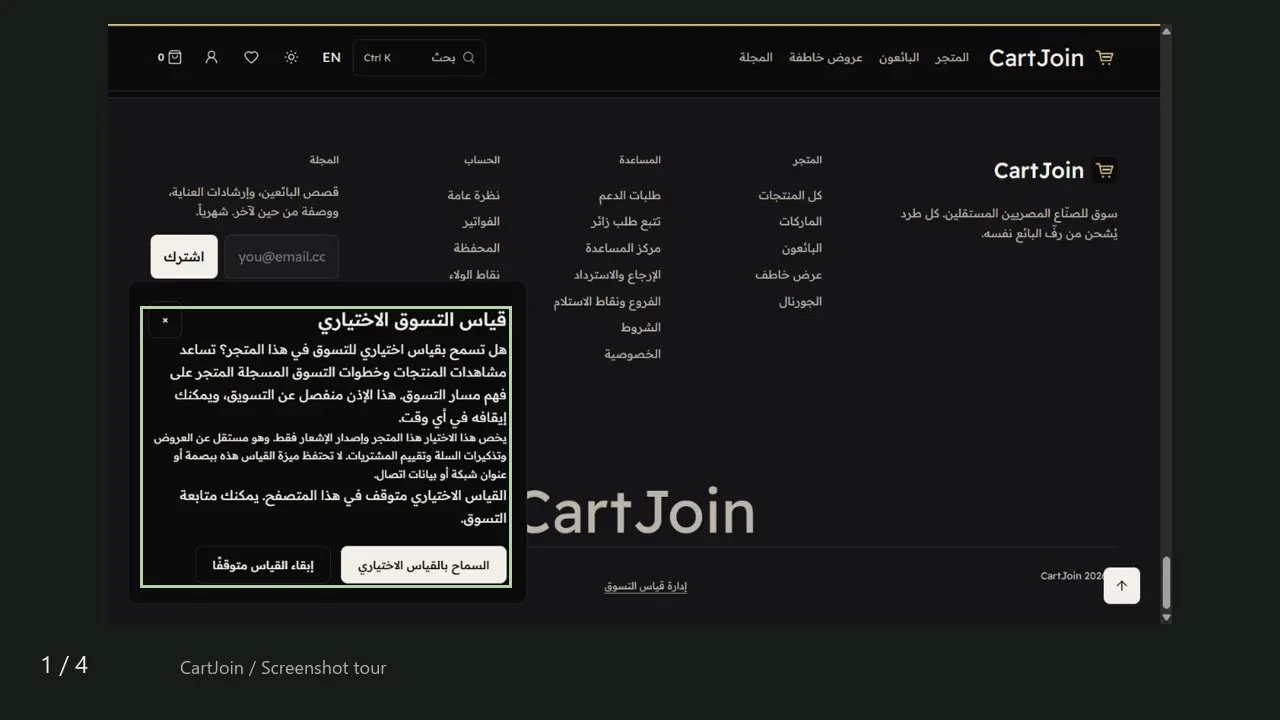 CartJoin
المتجر
البائعون
عروض خاطفة
المجلة
بحث
Ctrl K
EN
0
CartJoin
سوق للصنّاع المصريين المستقلين. كل طرد
يُشحن من رفّ البائع نفسه.
المتجر
كل المنتجات
الماركات
البائعون
عرض خاطف
الجورنال
المساعدة
طلبات الدعم
تتبع طلب زائر
مركز المساعدة
الإرجاع والاسترداد
الفروع ونقاط الاستلام
الشروط
الخصوصية
الحساب
نظرة عامة
الفواتير
المحفظة
نقاط الولاء
المجلة
قصص البائعين، وإرشادات العناية،
ووصفة من حين لآخر. شهرياً.
you@email.cc
اشترك
قياس التسوق الاختياري
×
هل تسمح بقياس اختياري للتسوق في هذا المتجر؟ تساعد
مشاهدات المنتجات وخطوات التسوق المسجلة المتجر على
فهم مسار التسوق. هذا الإذن منفصل عن التسويق، ويمكنك
إيقافه في أي وقت.
يخص هذا الاختيار هذا المتجر وإصدار الإشعار فقط. وهو مستقل عن العروض
وتذكيرات السلة وتقييم المشتريات. لا تحتفظ ميزة القياس هذه ببصمة أو
عنوان شبكة أو بيانات اتصال.
القياس الاختياري متوقف في هذا المتصفح. يمكنك متابعة
التسوق.
السماح بالقياس الاختياري
إبقاء القياس متوقفًا
CartJoin
CartJoin 2026
إدارة قياس التسوق
1 / 4
CartJoin / Screenshot tour